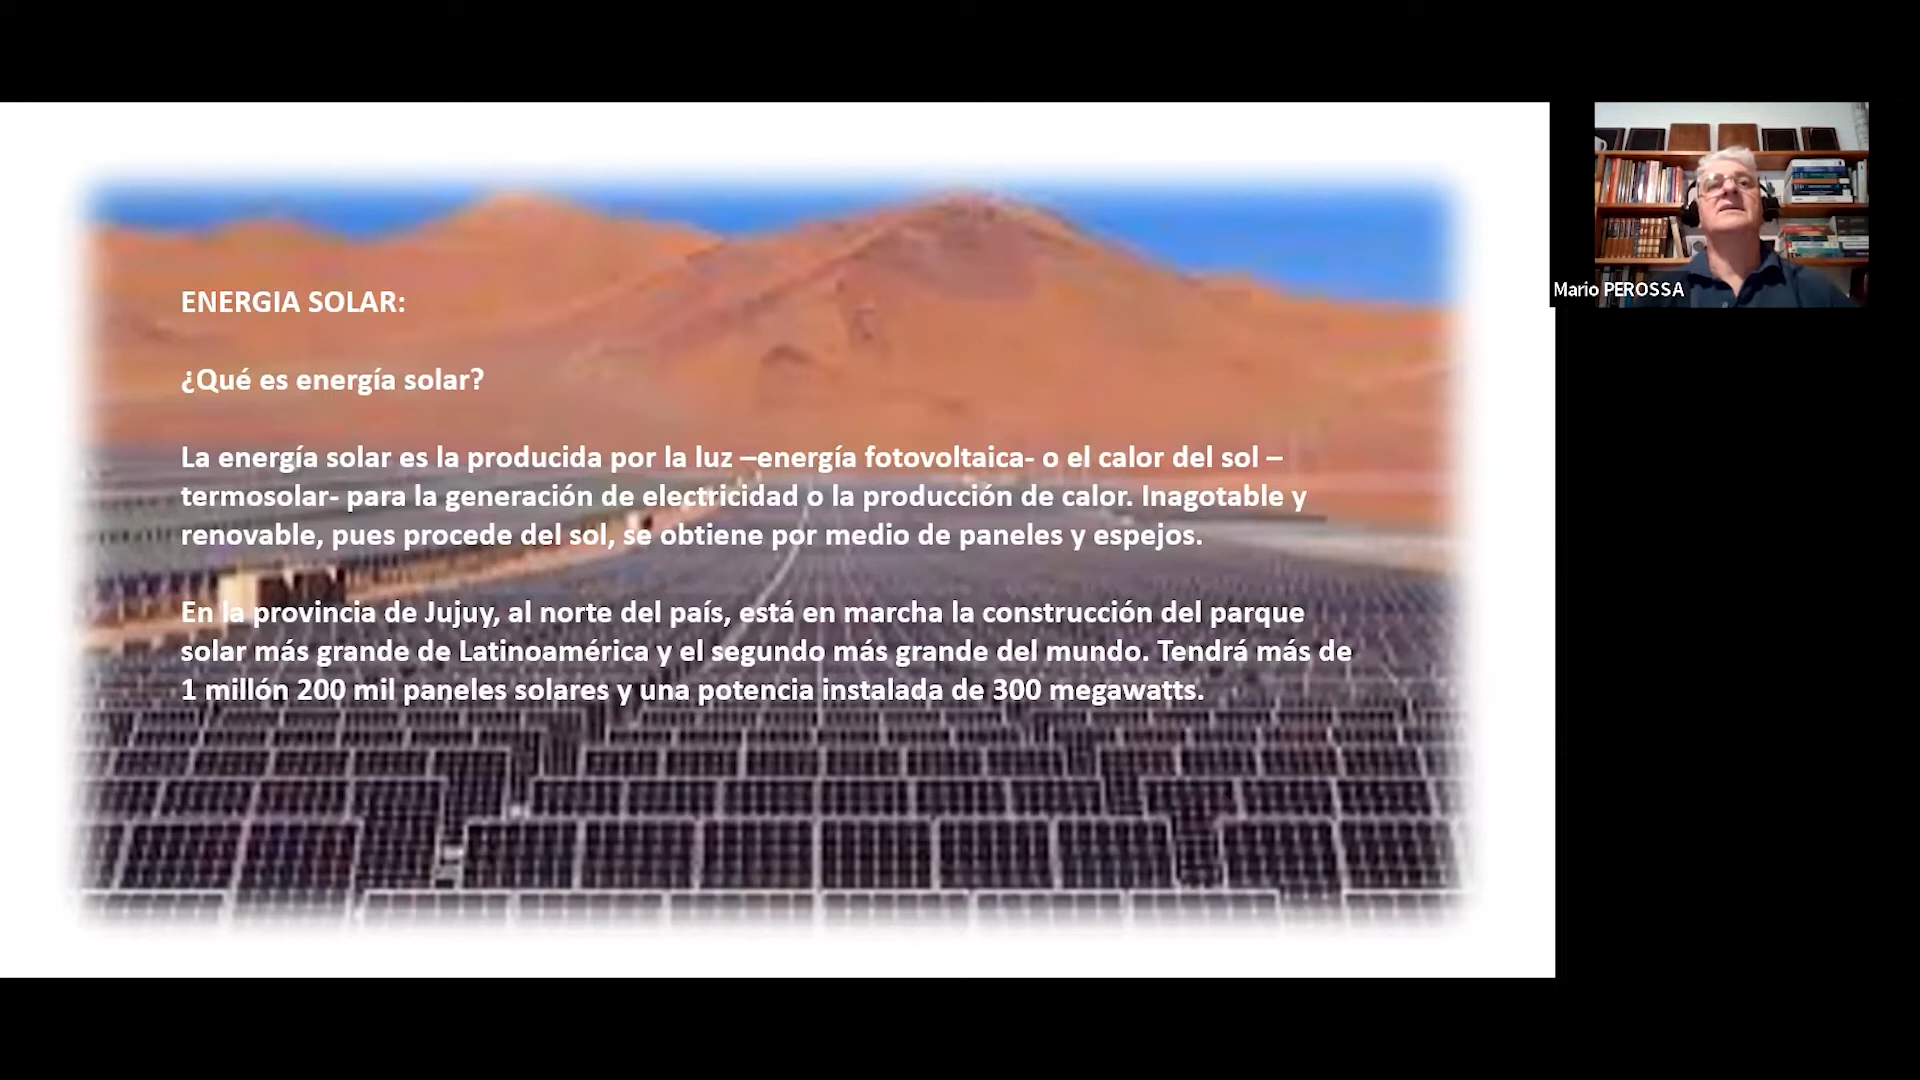 ENERGIA SOLAR:
¿Qué es energía solar?
La energía solar es la producida por la luz –energía fotovoltaica- o el calor del sol –
termosolar- para la generación de electricidad o la producción de calor. Inagotable y
renovable, pues procede del sol, se obtiene por medio de paneles y espejos.
En la provincia de Jujuy, al norte del país, está en marcha la construcción del parque
solar más grande de Latinoamérica y el segundo más grande del mundo. Tendrá más de
1 millón 200 mil paneles solares y una potencia instalada de 300 megawatts.
Mario PEROSSA